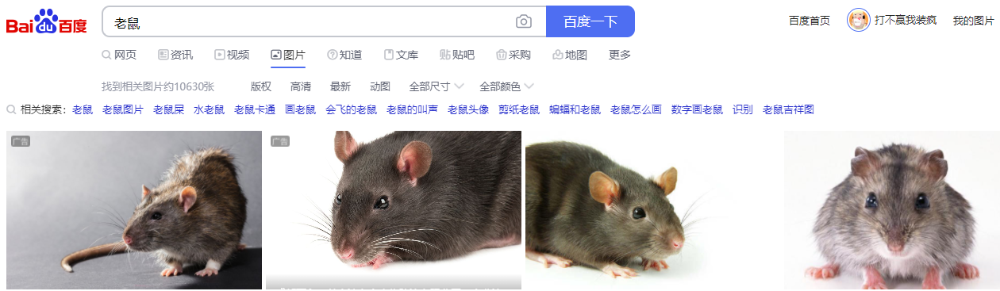 Bai du 百度 老鼠 百度一下 百度首页 打不赢我装疯 我的图片
网页 资讯 视频 图片 知道 文库 贴吧 采购 地图 更多
找到相关图片约10630张 版权 高清 最新 动图 全部尺寸 全部颜色
相关搜索: 老鼠 老鼠图片 老鼠屎 水老鼠 老鼠卡通 画老鼠 会飞的老鼠 老鼠的叫声 老鼠头像 剪纸老鼠 蝙蝠和老鼠 老鼠怎么画 数字画老鼠 识别 老鼠吉祥图
广告 广告